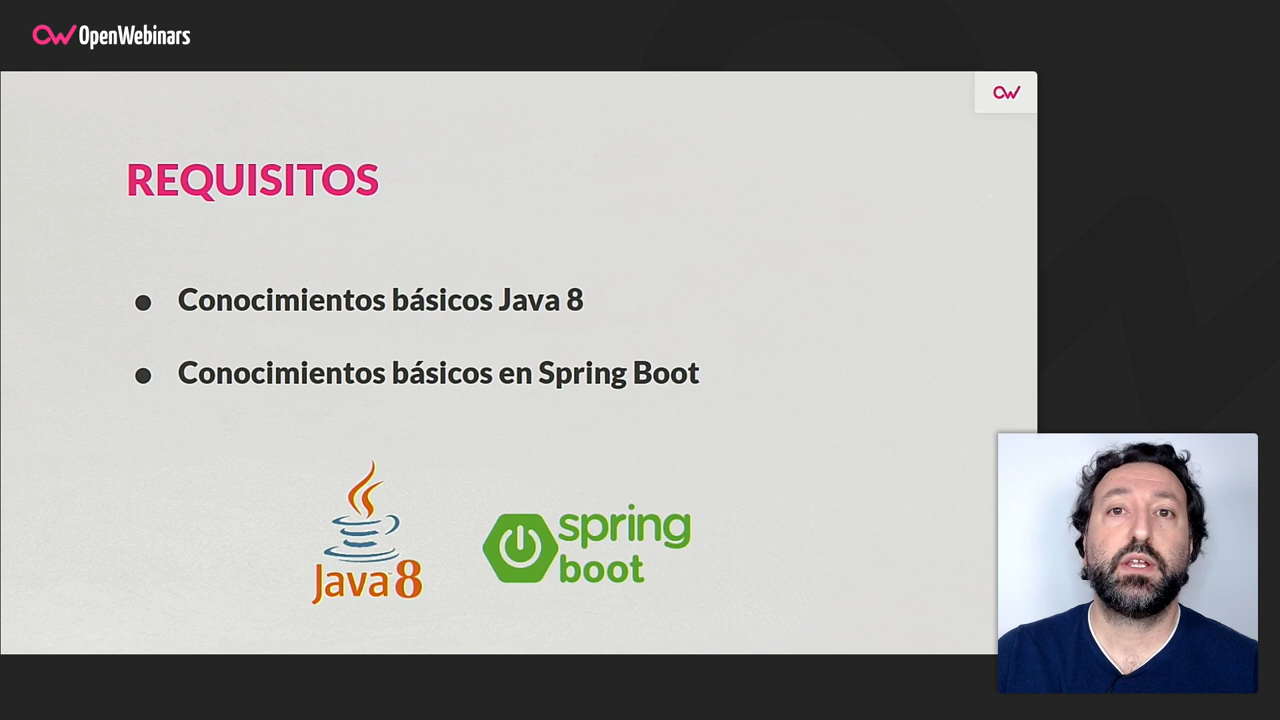 OpenWebinars
REQUISITOS
● Conocimientos básicos Java 8
● Conocimientos básicos en Spring Boot
Java 8
spring
boot